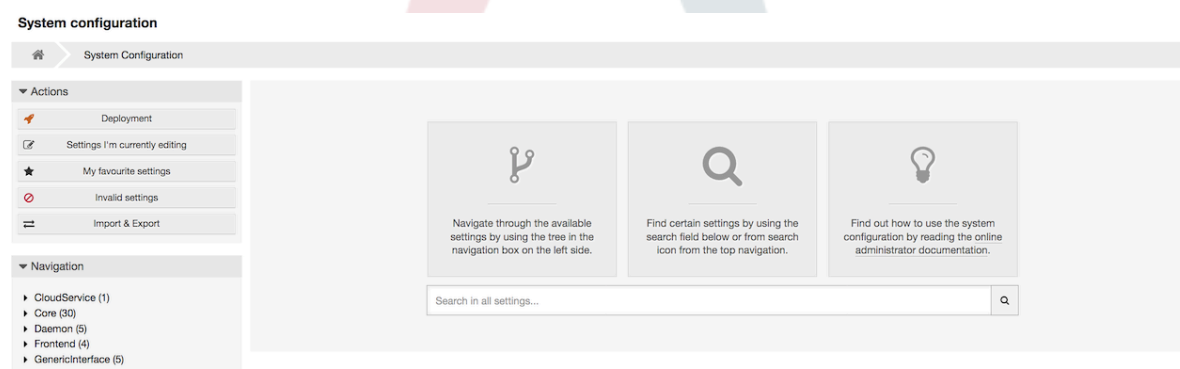 System configuration
System Configuration
Actions
Deployment
Settings I'm currently editing
My favourite settings
Invalid settings
Import & Export
Navigation
CloudService (1)
Core (30)
Daemon (5)
Frontend (4)
GenericInterface (5)
Navigate through the available
settings by using the tree in the
navigation box on the left side.
Find certain settings by using the
search field below or from search
icon from the top navigation.
Find out how to use the system
configuration by reading the online
administrator documentation.
Search in all settings...